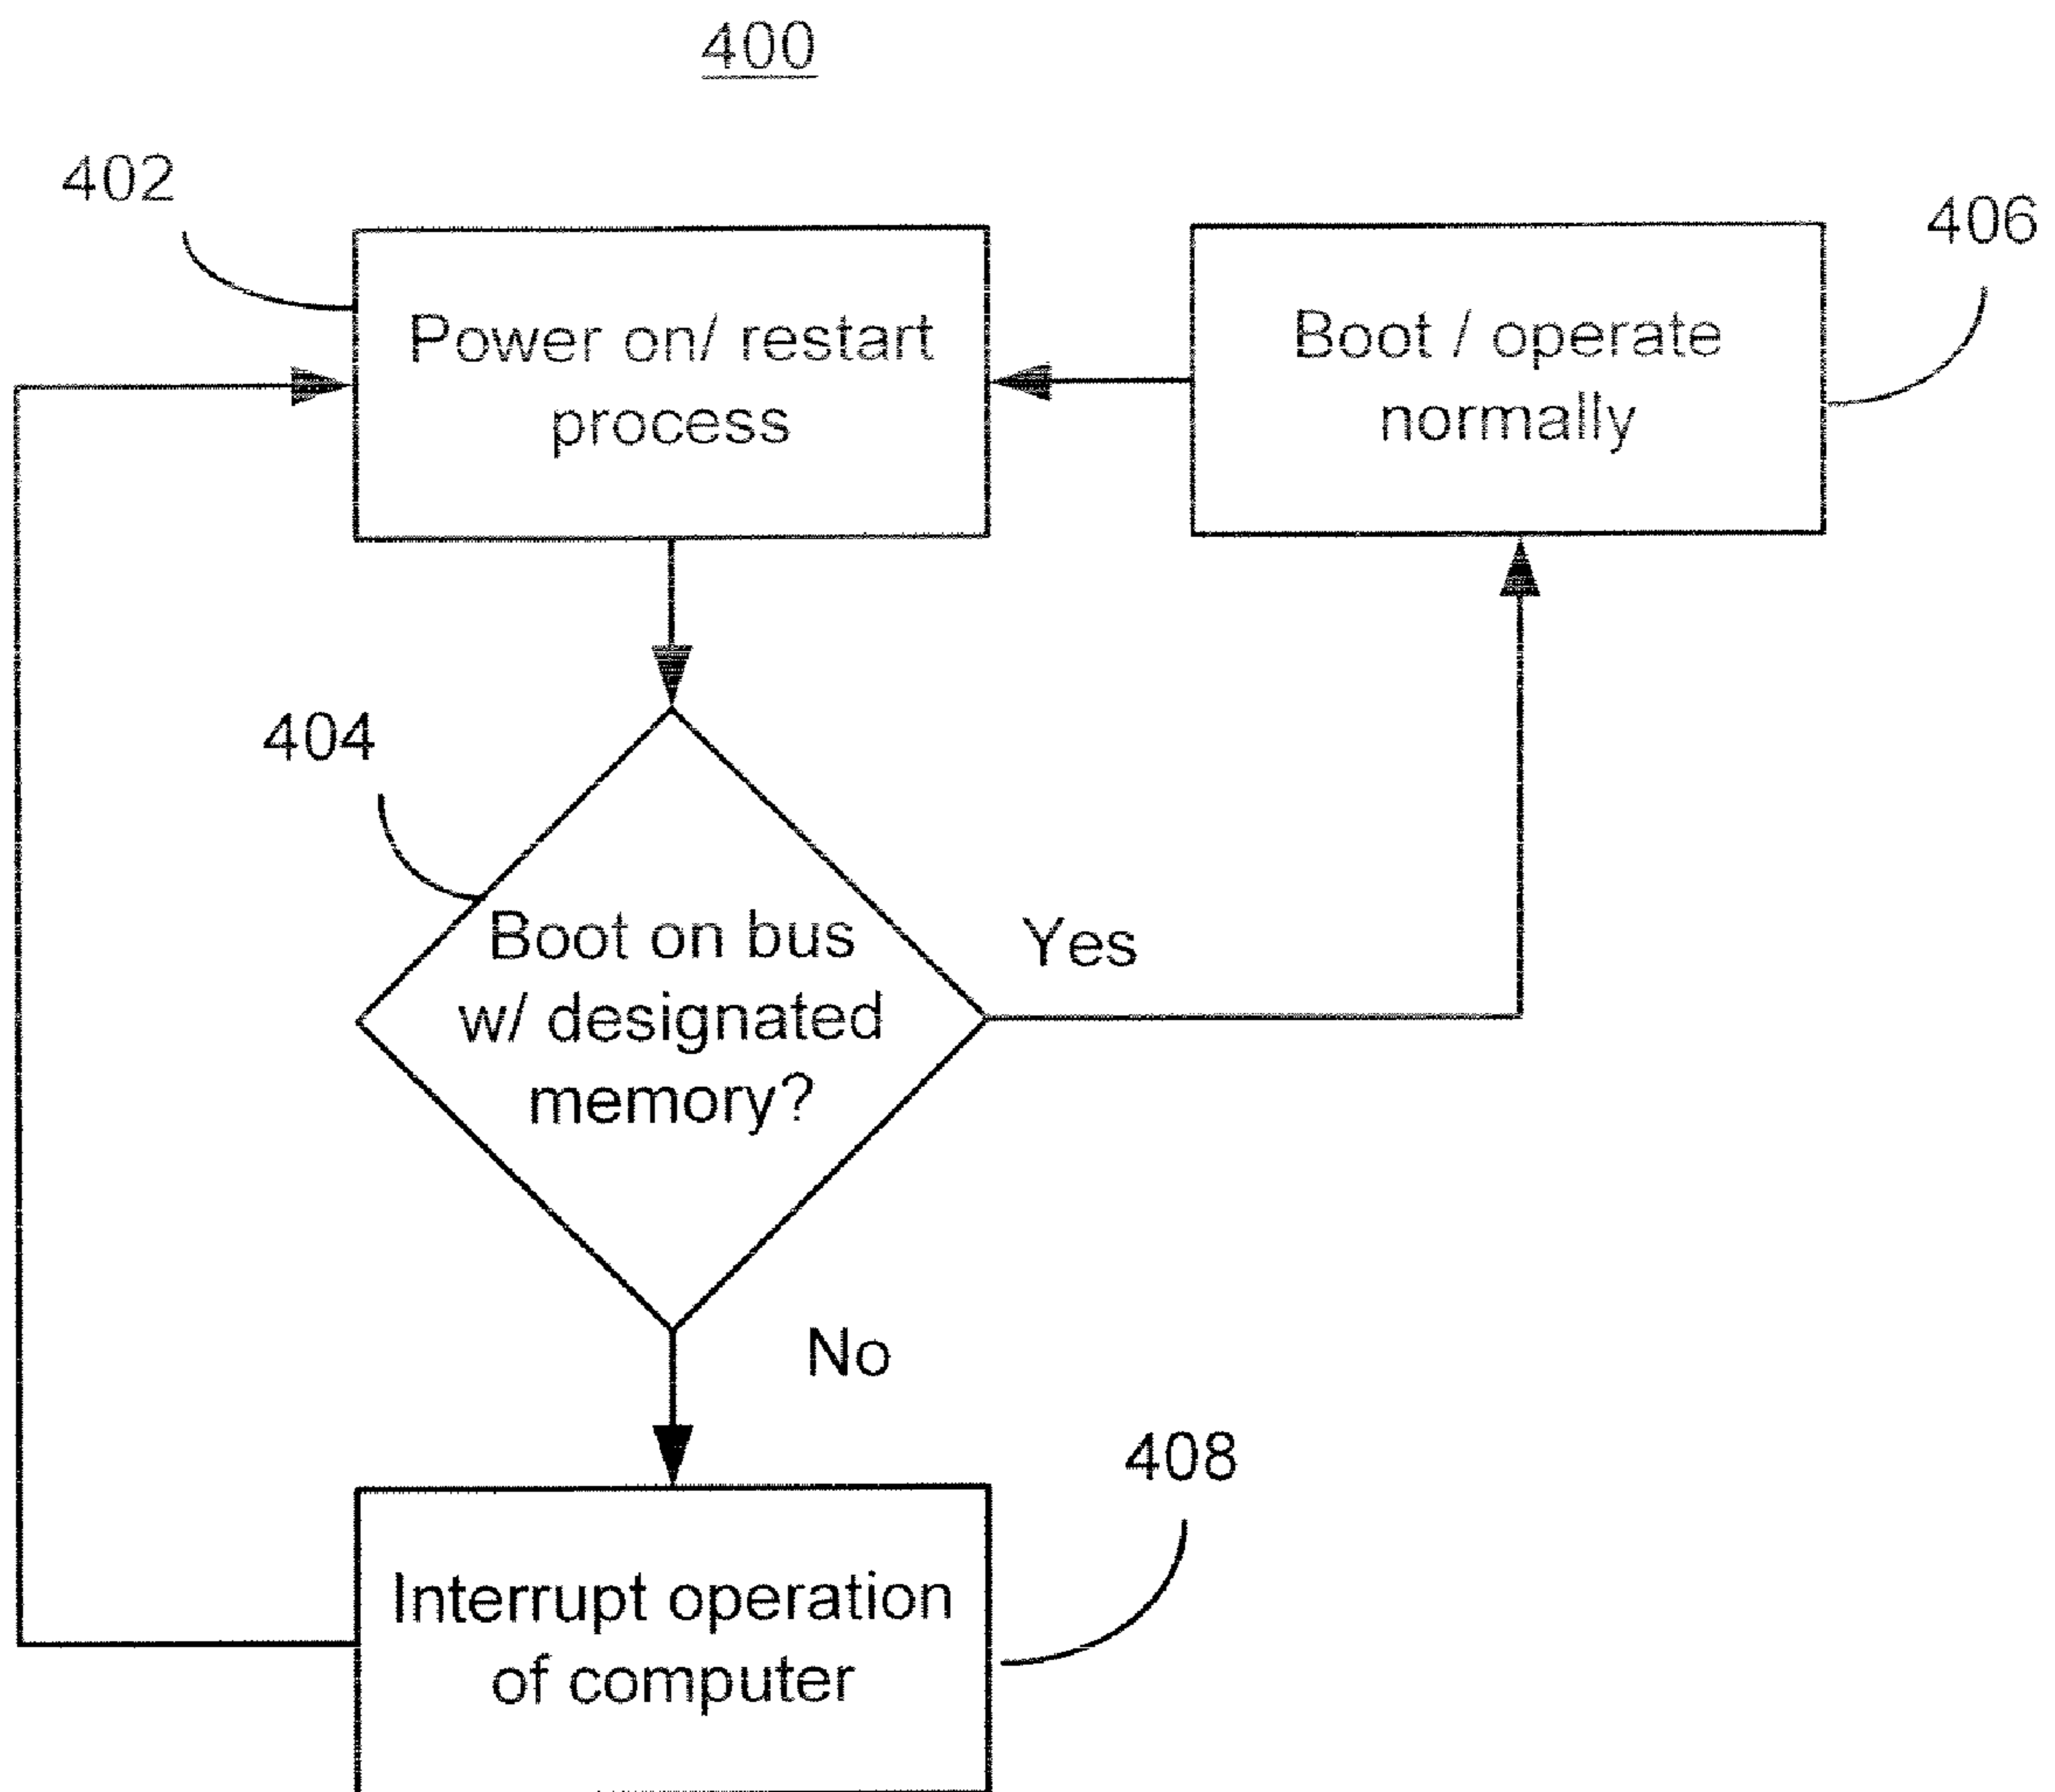 400
402
Power on/ restart
process
406
Boot / operate
normally
404
Boot on bus
w/ designated
memory?
Yes
No
408
Interrupt operation
of computer